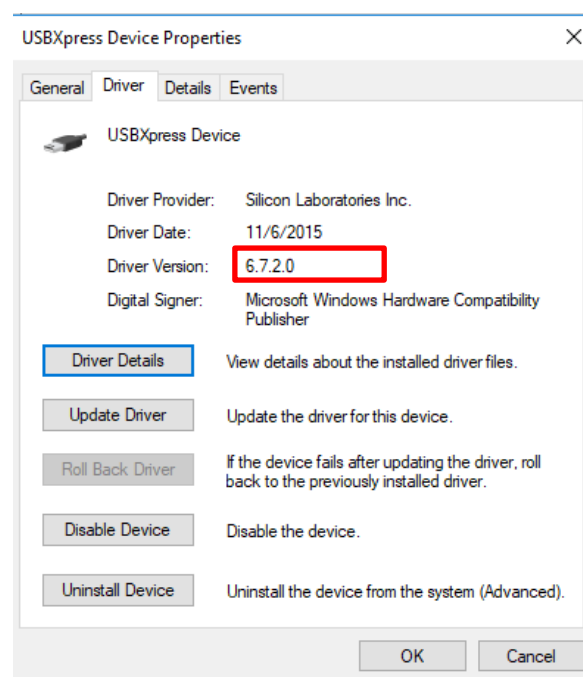 USBXpress Device Properties
General Driver Details Events
USBXpress Device
Driver Provider: Silicon Laboratories Inc.
Driver Date: 11/6/2015
Driver Version: 6.7.2.0
Digital Signer: Microsoft Windows Hardware Compatibility
Publisher
Driver Details View details about the installed driver files.
Update Driver Update the driver for this device.
Roll Back Driver If the device fails after updating the driver, roll
back to the previously installed driver.
Disable Device Disable the device.
Uninstall Device Uninstall the device from the system (Advanced).
OK Cancel